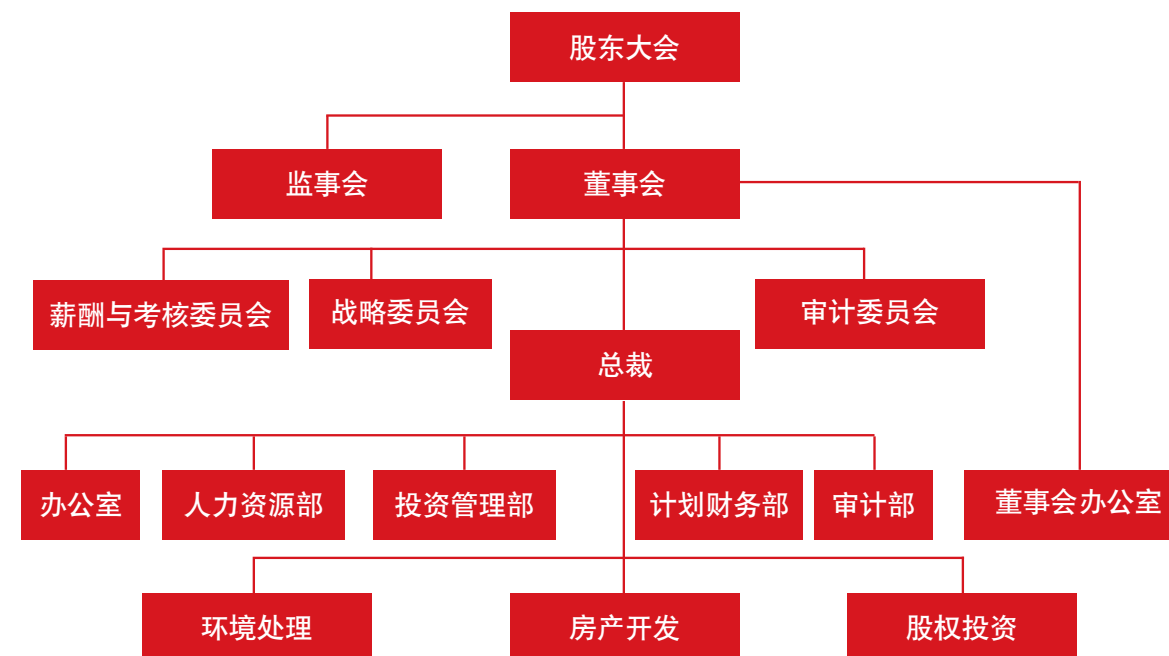 股东大会
监事会
董事会
薪酬与考核委员会
战略委员会
审计委员会
总裁
办公室
人力资源部
投资管理部
计划财务部
审计部
董事会办公室
环境处理
房产开发
股权投资